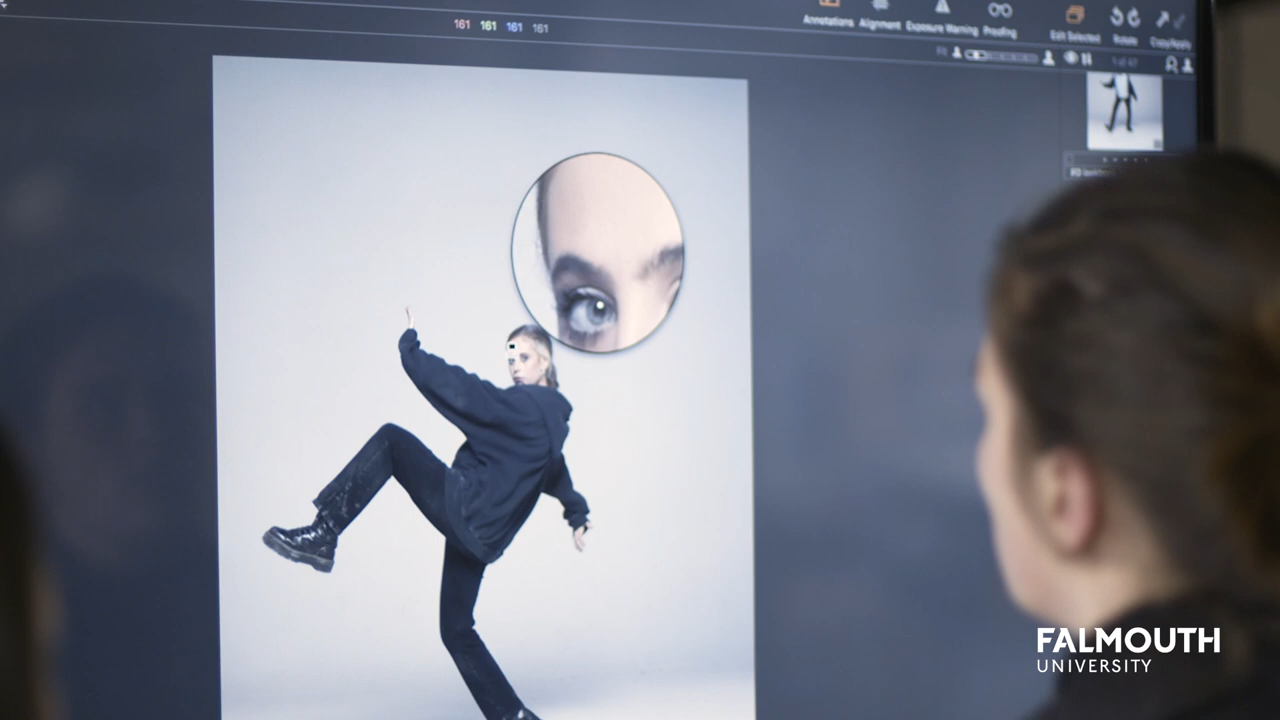 161 161 161 161
Annotations Alignment Exposure Warning Proofing Edit Selected Rotate Copy/Apply
FALMOUTH
UNIVERSITY